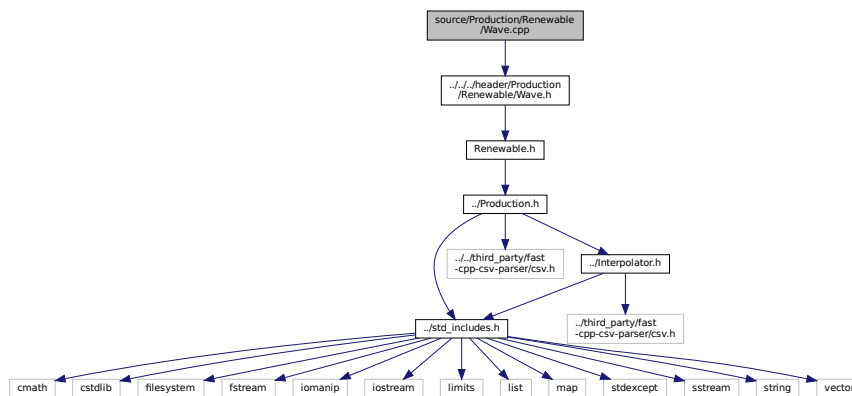 source/Production/Renewable
/Wave.cpp
../../../header/Production
/Renewable/Wave.h
Renewable.h
../Production.h
../../third_party/fast
-cpp-csv-parser/csv.h
../Interpolator.h
../std_includes.h
../third_party/fast
-cpp-csv-parser/csv.h
cmath
cstdlib
filesystem
fstream
iomanip
iostream
limits
list
map
stdexcept
sstream
string
vector